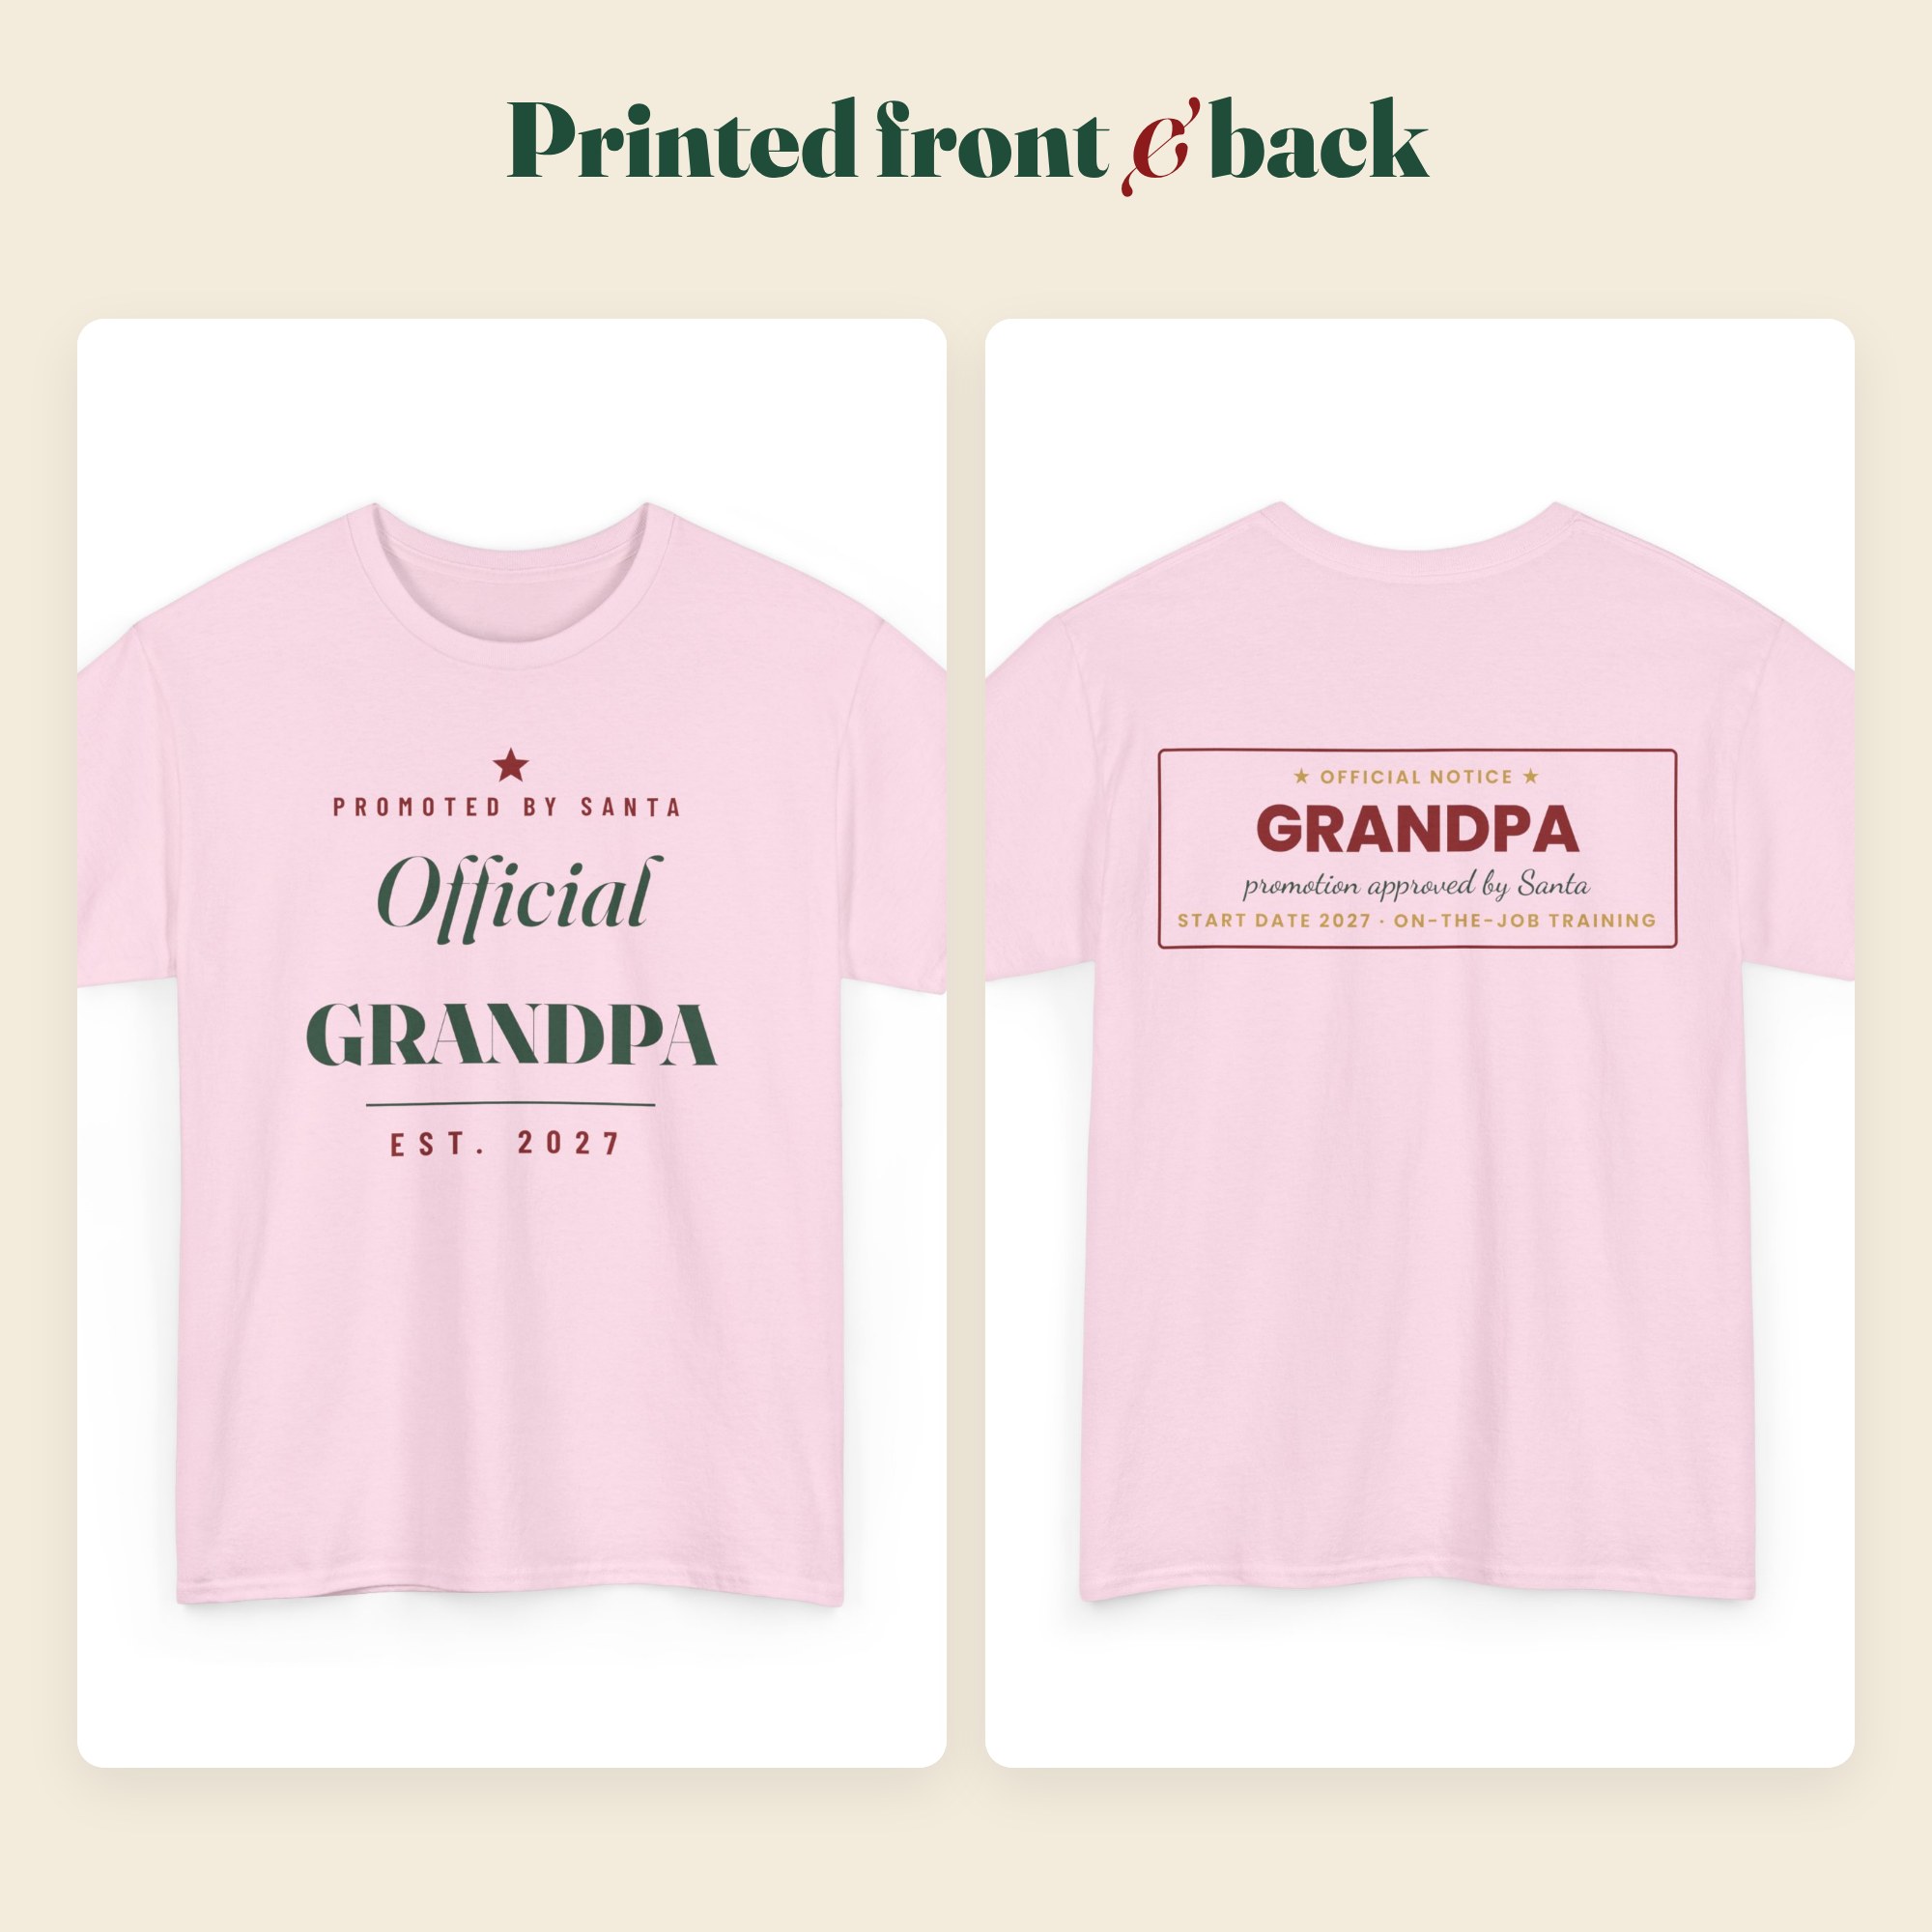 Printed front & back
PROMOTED BY SANTA
Official
GRANDPA
EST. 2027
★ OFFICIAL NOTICE ★
GRANDPA
promotion approved by Santa
START DATE 2027 · ON-THE-JOB TRAINING